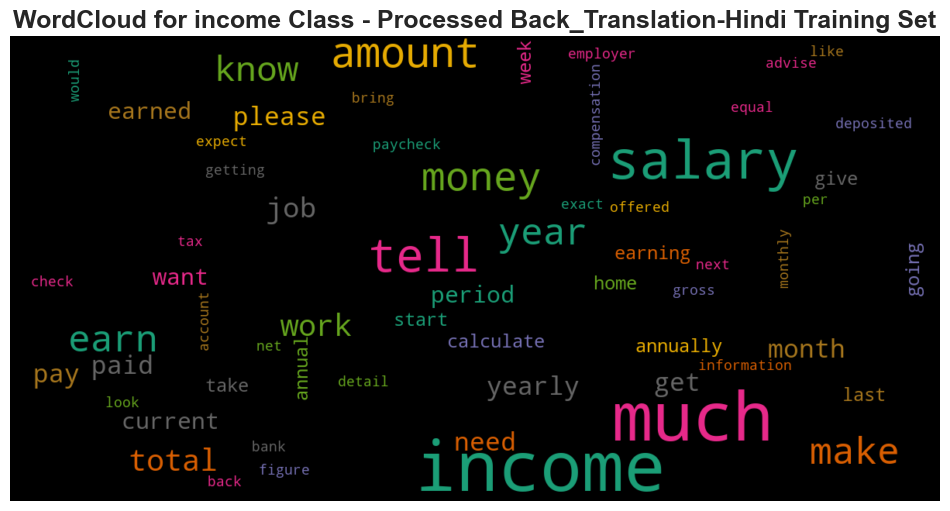 WordCloud for income Class - Processed Back_Translation-Hindi Training Set
amount
know
week
employer
like
advise
would
earned
please
bring
compensation
equal
deposited
expect
paycheck
salary
getting
money
give
job
exact
offered
per
year
tax
tell
earning
next
monthly
going
check
want
home
gross
period
account
start
work
earn
net
calculate
annually
month
information
pay
paid
annual
take
detail
yearly
get
last
look
current
much
need
make
total
bank
figure
back
income